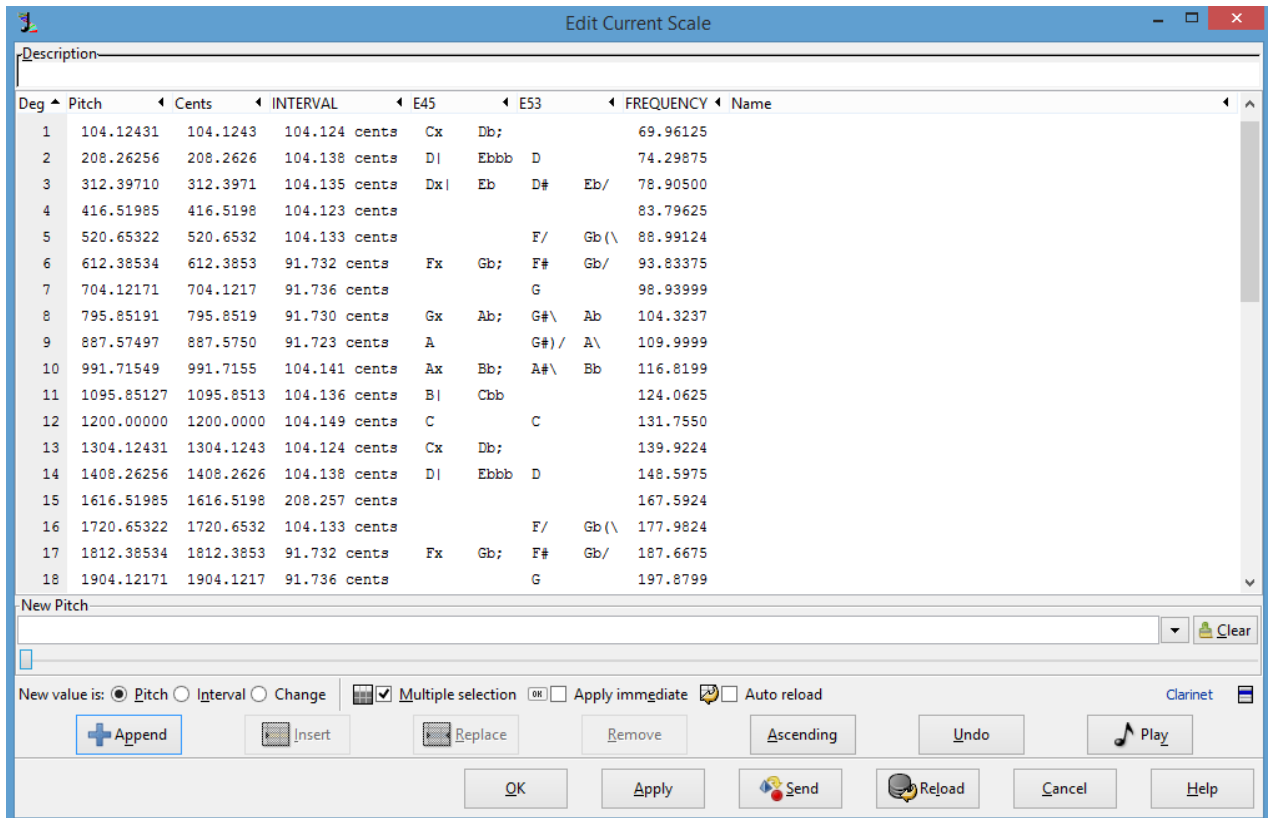 Edit Current Scale
Description
Deg Pitch Cents INTERVAL E45 E53 FREQUENCY Name
1 104.12431 104.1243 104.124 cents Cx Db; 69.96125
2 208.26256 208.2626 104.138 cents D| Ebbb D 74.29875
3 312.39710 312.3971 104.135 cents Dx| Eb D# Eb/ 78.90500
4 416.51985 416.5198 104.123 cents 83.79625
5 520.65322 520.6532 104.133 cents F/ Gb(\ 88.99124
6 612.38534 612.3853 91.732 cents Fx Gb; F# Gb/ 93.83375
7 704.12171 704.1217 91.736 cents G 98.93999
8 795.85191 795.8519 91.730 cents Gx Ab; G#\ Ab 104.3237
9 887.57497 887.5750 91.723 cents A G#)/ A\ 109.9999
10 991.71549 991.7155 104.141 cents Ax Bb; A#\ Bb 116.8199
11 1095.85127 1095.8513 104.136 cents B| Cbb 124.0625
12 1200.00000 1200.0000 104.149 cents C C 131.7550
13 1304.12431 1304.1243 104.124 cents Cx Db; 139.9224
14 1408.26256 1408.2626 104.138 cents D| Ebbb D 148.5975
15 1616.51985 1616.5198 208.257 cents 167.5924
16 1720.65322 1720.6532 104.133 cents F/ Gb(\ 177.9824
17 1812.38534 1812.3853 91.732 cents Fx Gb; F# Gb/ 187.6675
18 1904.12171 1904.1217 91.736 cents G 197.8799
New Pitch
Clear
New value is: Pitch Interval Change Multiple selection OK Apply immediate Auto reload Clarinet
Append Insert Replace Remove Ascending Undo Play
OK Apply Send Reload Cancel Help